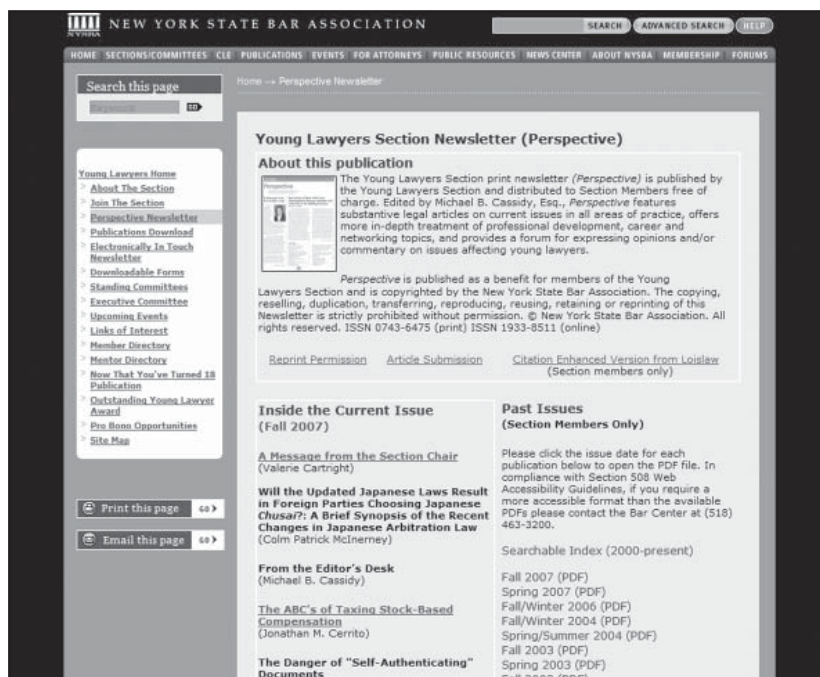 NYSBA
NEW YORK STATE BAR ASSOCIATION
SEARCH
ADVANCED SEARCH
HELP
HOME SECTIONS/COMMITTEES CLE PUBLICATIONS EVENTS FOR ATTORNEYS PUBLIC RESOURCES NEWS CENTER ABOUT NYSBA MEMBERSHIP FORUMS
Search this page
Keyword
GO
Young Lawyers Home
> About The Section
> Join The Section
> Perspective Newsletter
> Publications Download
> Electronically In Touch
Newsletter
> Downloadable Forms
> Standing Committees
> Executive Committee
> Upcoming Events
> Links of Interest
> Member Directory
> Mentor Directory
> Now That You've Turned 18
Publication
> Outstanding Young Lawyer
Award
> Pro Bono Opportunities
> Site Map
Print this page GO
Email this page GO
Home --> Perspective Newsletter
Young Lawyers Section Newsletter (Perspective)
About this publication
Perspective
The Young Lawyers Section print newsletter (Perspective) is published by
the Young Lawyers Section and distributed to Section Members free of
charge. Edited by Michael B. Cassidy, Esq., Perspective features
substantive legal articles on current issues in all areas of practice, offers
more in-depth treatment of professional development, career and
networking topics, and provides a forum for expressing opinions and/or
commentary on issues affecting young lawyers.
Perspective is published as a benefit for members of the Young
Lawyers Section and is copyrighted by the New York State Bar Association. The copying,
reselling, duplication, transferring, reproducing, reusing, retaining or reprinting of this
Newsletter is strictly prohibited without permission. © New York State Bar Association. All
rights reserved. ISSN 0743-6475 (print) ISSN 1933-8511 (online)
Reprint Permission Article Submission Citation Enhanced Version from Loislaw
(Section members only)
Inside the Current Issue
(Fall 2007)
A Message from the Section Chair
(Valerie Cartright)
Will the Updated Japanese Laws Result
in Foreign Parties Choosing Japanese
Chusai?: A Brief Synopsis of the Recent
Changes in Japanese Arbitration Law
(Colm Patrick McInerney)
From the Editor's Desk
(Michael B. Cassidy)
The ABC's of Taxing Stock-Based
Compensation
(Jonathan M. Cerrito)
The Danger of "Self-Authenticating"
Documents
Past Issues
(Section Members Only)
Please click the issue date for each
publication below to open the PDF file. In
compliance with Section 508 Web
Accessibility Guidelines, if you require a
more accessible format than the available
PDFs please contact the Bar Center at (518)
463-3200.
Searchable Index (2000-present)
Fall 2007 (PDF)
Spring 2007 (PDF)
Fall/Winter 2006 (PDF)
Fall/Winter 2004 (PDF)
Spring/Summer 2004 (PDF)
Fall 2003 (PDF)
Spring 2003 (PDF)